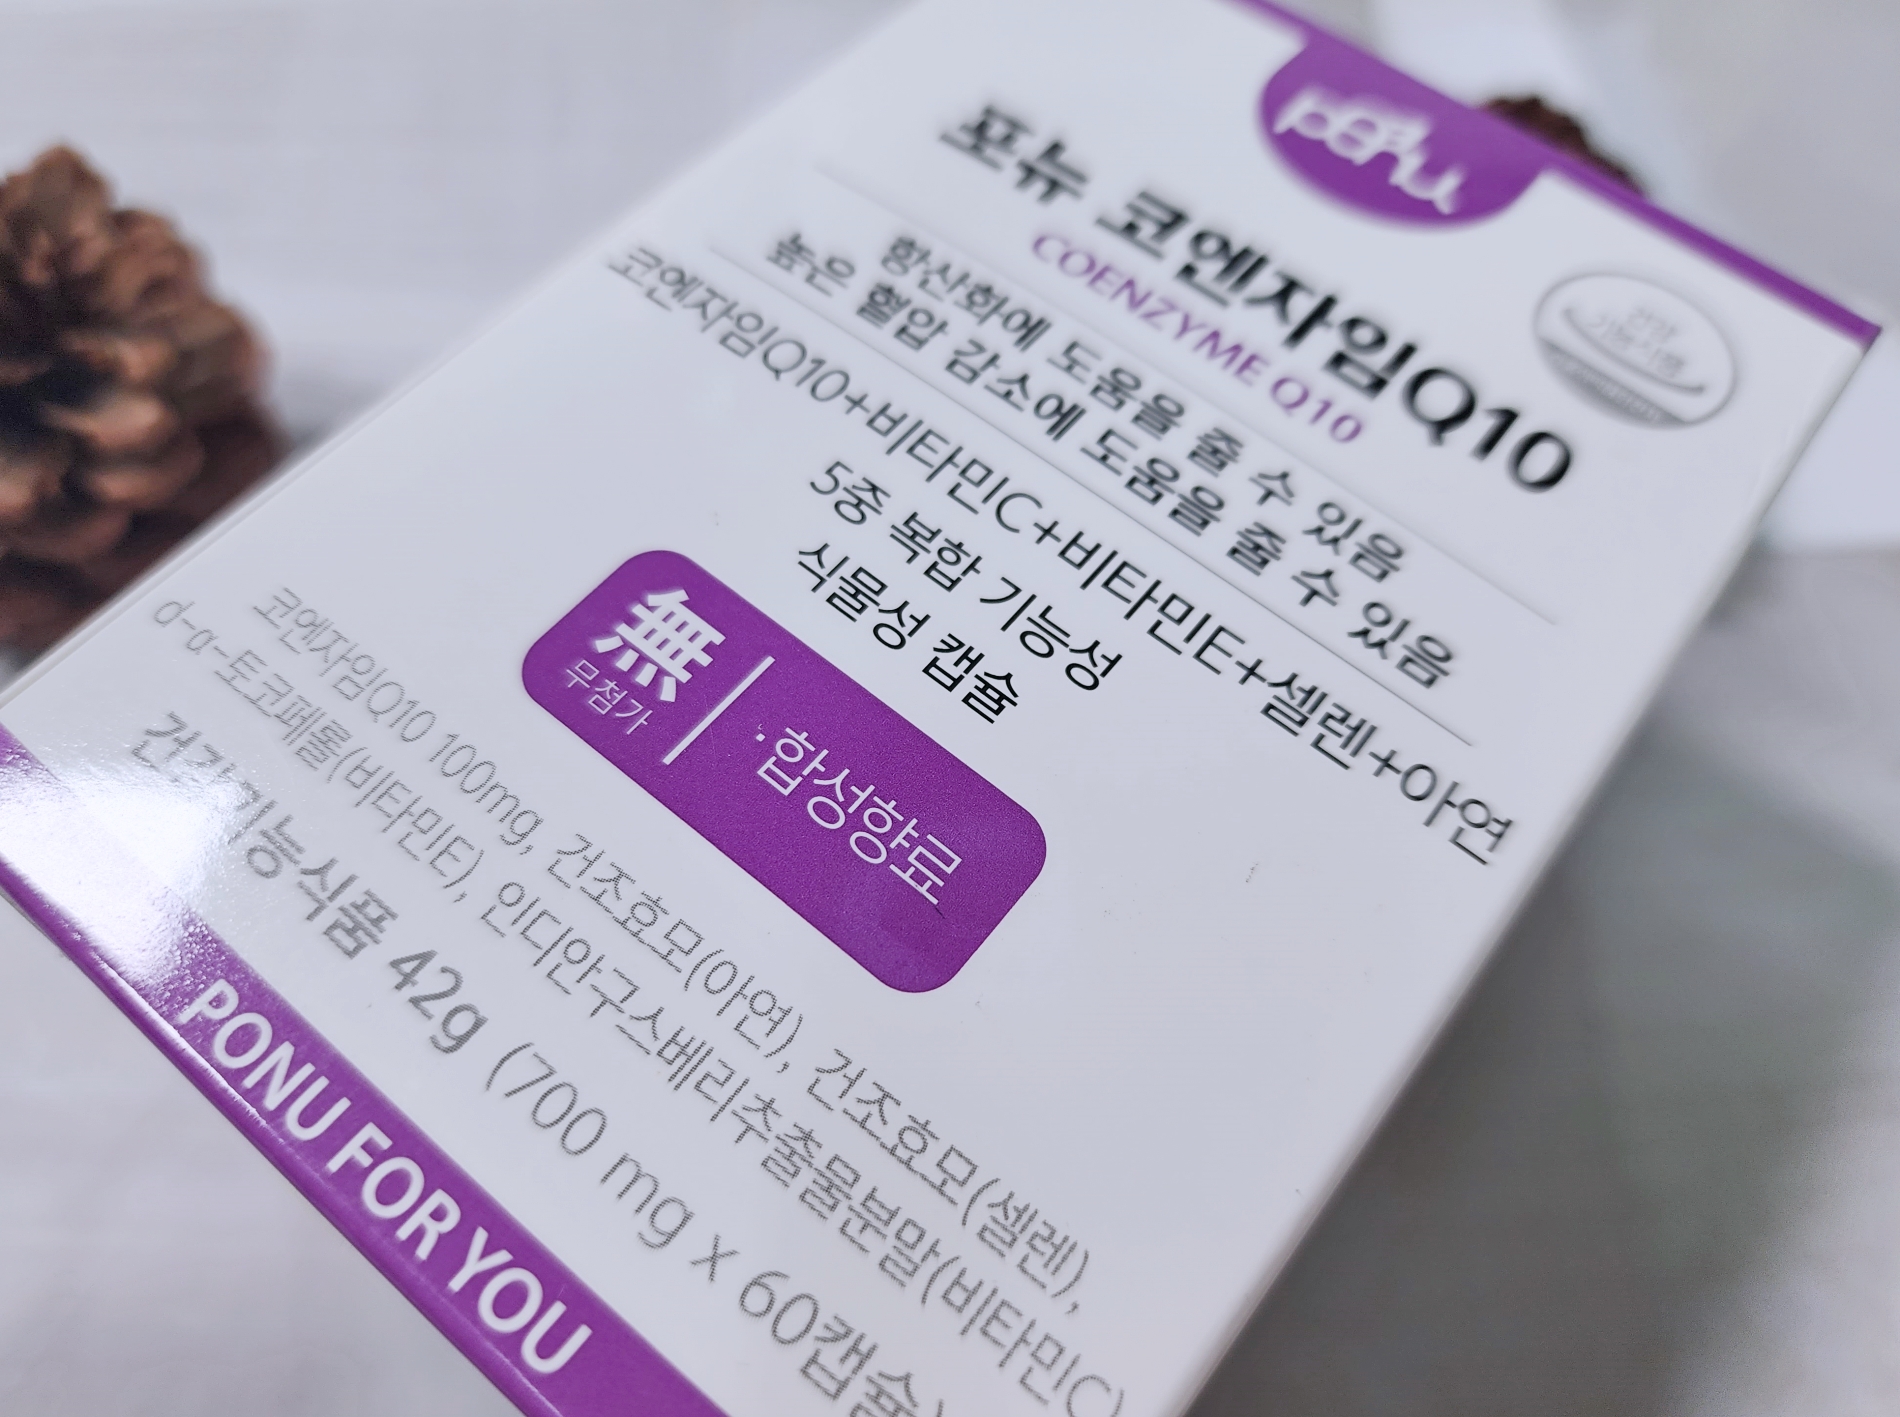 ponu
포뉴 코엔자임Q10
COENZYME Q10
항산화에 도움을 줄 수 있음
높은 혈압 감소에 도움을 줄 수 있음
코엔자임Q10+비타민C+비타민E+셀렌+아연
5중 복합 기능성
식물성 캡슐
無
무첨가
·합성향료
코엔자임Q10 100mg, 건조효모(아연), 건조효모(셀렌),
d-α-토코페롤(비타민E), 인디안구스베리추출물분말(비타민C)
건강기능식품 42g (700 mg x 60캡슐)
PONU FOR YOU